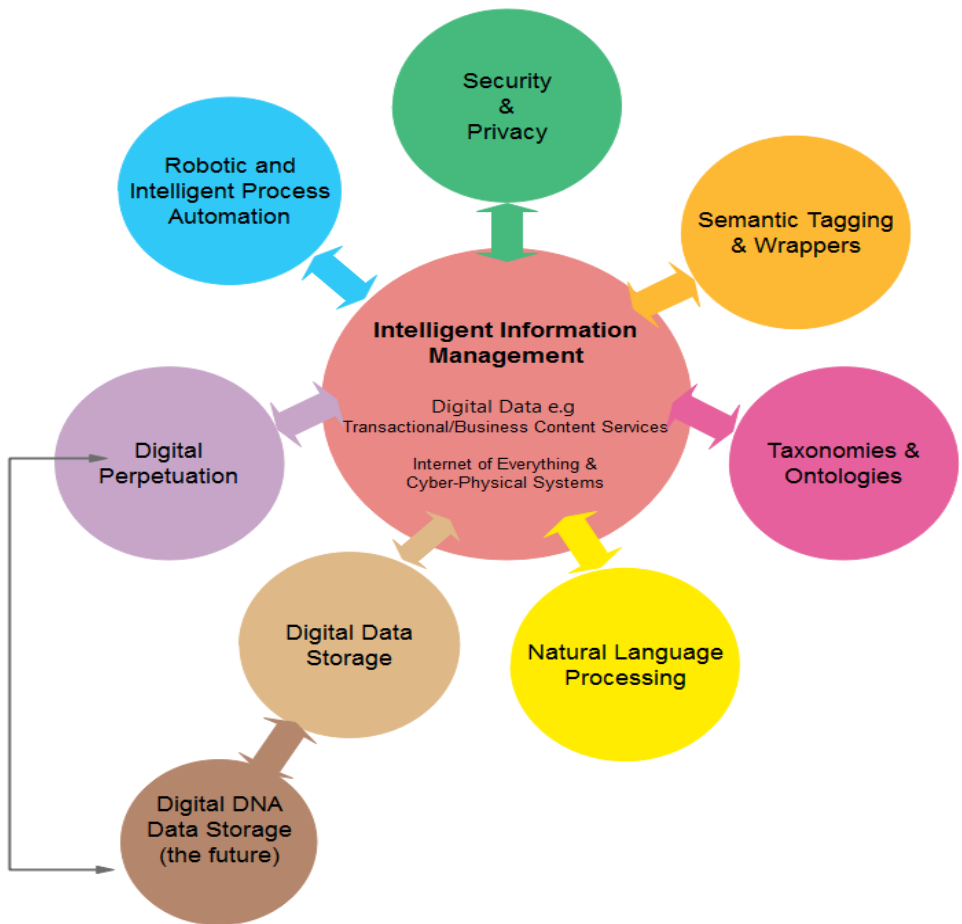 Security
&
Privacy
Robotic and
Intelligent Process
Automation
Semantic Tagging
& Wrappers
Intelligent Information
Management
Digital Data e.g
Transactional/Business Content Services
Internet of Everything &
Cyber-Physical Systems
Digital
Perpetuation
Taxonomies &
Ontologies
Digital Data
Storage
Natural Language
Processing
Digital DNA
Data Storage
(the future)